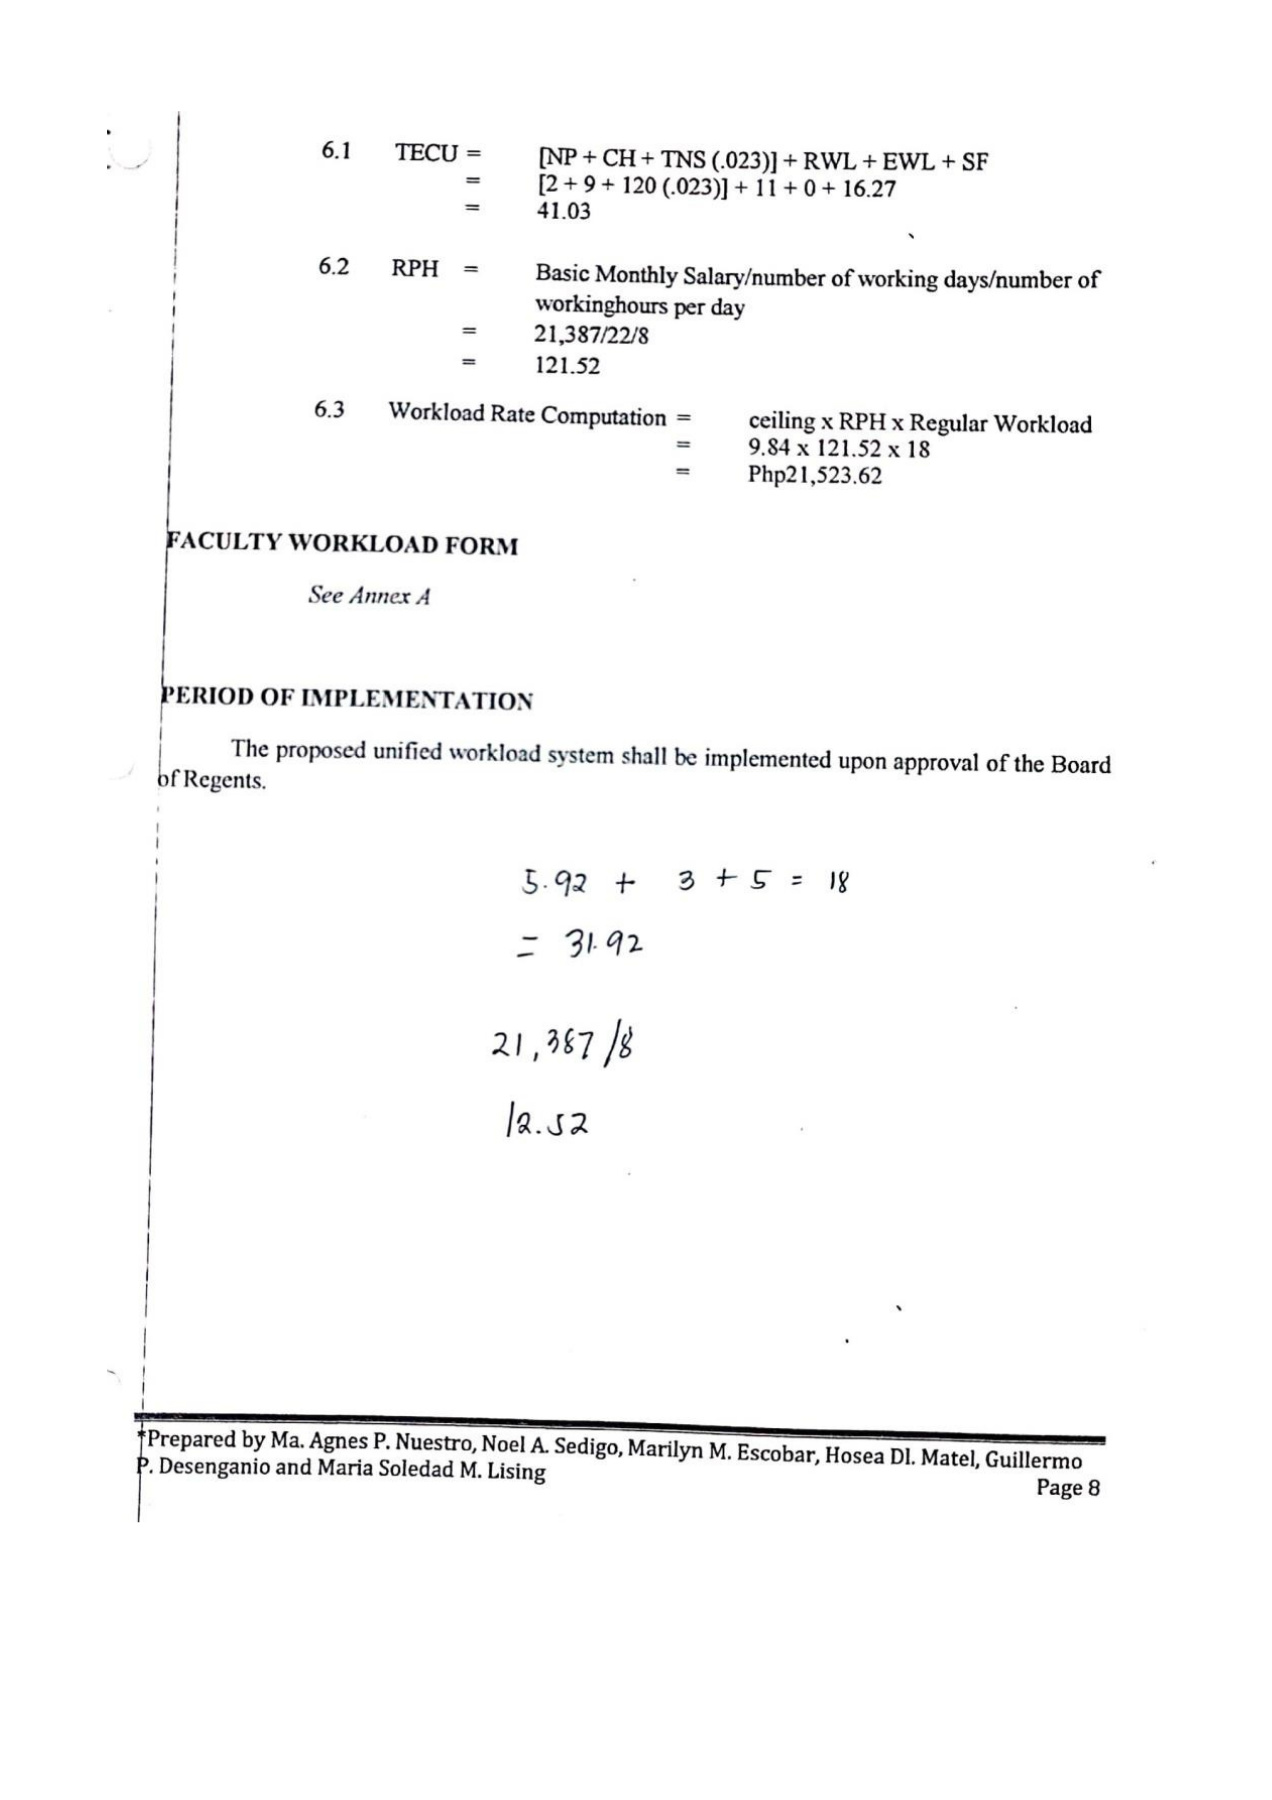 6.1 TECU = [NP + CH + TNS (.023)] + RWL + EWL + SF
= [2 + 9 + 120 (.023)] + 11 + 0 + 16.27
= 41.03
6.2 RPH = Basic Monthly Salary/number of working days/number of
workinghours per day
= 21,387/22/8
= 121.52
6.3 Workload Rate Computation = ceiling x RPH x Regular Workload
= 9.84 x 121.52 x 18
= Php21,523.62
FACULTY WORKLOAD FORM
See Annex A
PERIOD OF IMPLEMENTATION
The proposed unified workload system shall be implemented upon approval of the Board
of Regents.
5.92 + 3 + 5 = 18
= 31.92
21,387 /8
12.52
*Prepared by Ma. Agnes P. Nuestro, Noel A. Sedigo, Marilyn M. Escobar, Hosea Dl. Matel, Guillermo
P. Desenganio and Maria Soledad M. Lising
Page 8